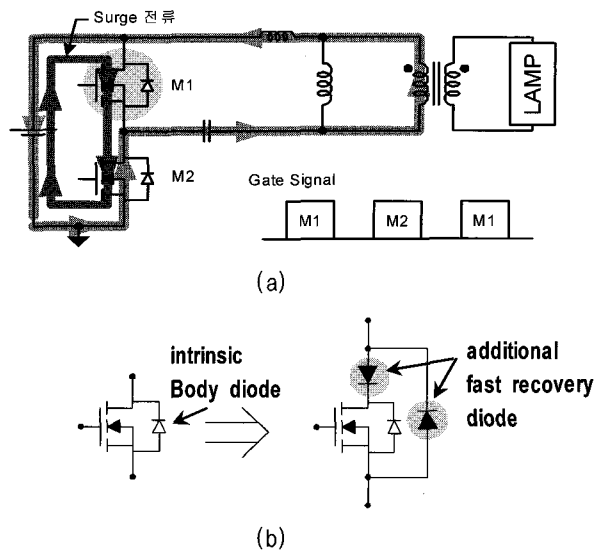 Surge 전류
M1
M2
LAMP
Gate Signal
M1 M2 M1
(a)
intrinsic
Body diode
additional
fast recovery
diode
(b)